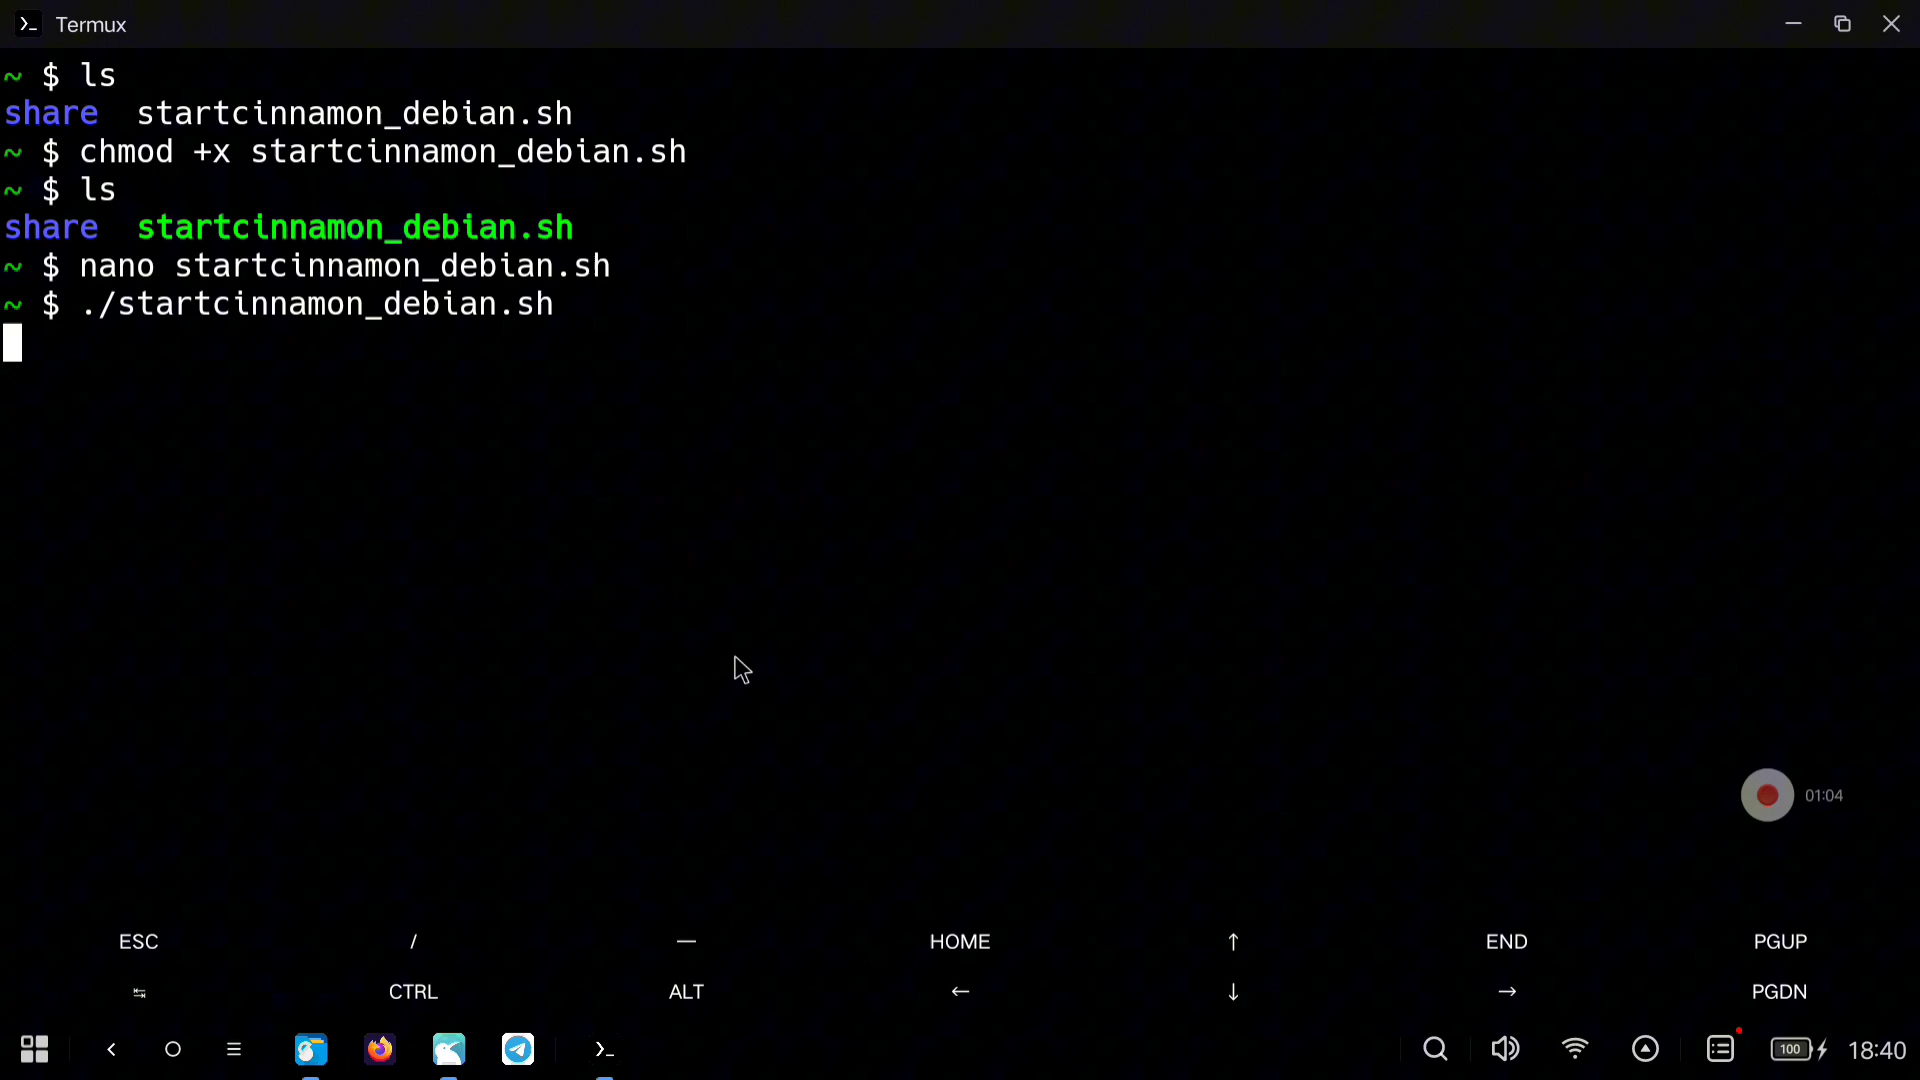 Termux
~ $ ls
share  startcinnamon_debian.sh
~ $ chmod +x startcinnamon_debian.sh
~ $ ls
share  startcinnamon_debian.sh
~ $ nano startcinnamon_debian.sh
~ $ ./startcinnamon_debian.sh
01:04
ESC / — HOME ↑ END PGUP
↹ CTRL ALT ← ↓ → PGDN
100 18:40